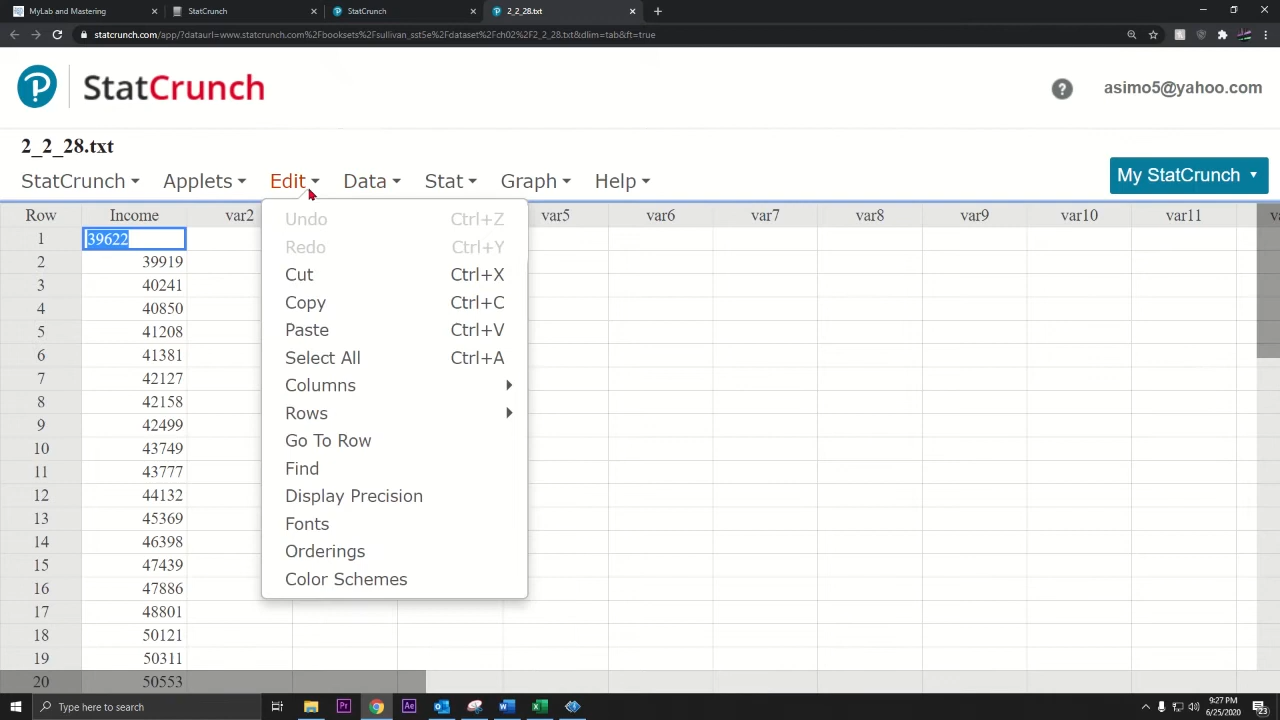 MyLab and Mastering
StatCrunch
StatCrunch
2_2_28.txt
statcrunch.com/app/?dataurl=www.statcrunch.com%2Fbooksets%2Fsullivan_sst5e%2Fdataset%2Fch02%2F2_2_28.txt&dlim=tab&ft=true
StatCrunch
asimo5@yahoo.com
2_2_28.txt
StatCrunch Applets Edit Data Stat Graph Help
My StatCrunch
Row Income var2 var5 var6 var7 var8 var9 var10 var11
1 39622
2 39919
3 40241
4 40850
5 41208
6 41381
7 42127
8 42158
9 42499
10 43749
11 43777
12 44132
13 45369
14 46398
15 47439
16 47886
17 48801
18 50121
19 50311
20 50553
Undo Ctrl+Z
Redo Ctrl+Y
Cut Ctrl+X
Copy Ctrl+C
Paste Ctrl+V
Select All Ctrl+A
Columns
Rows
Go To Row
Find
Display Precision
Fonts
Orderings
Color Schemes
Type here to search
9:27 PM
6/25/2020